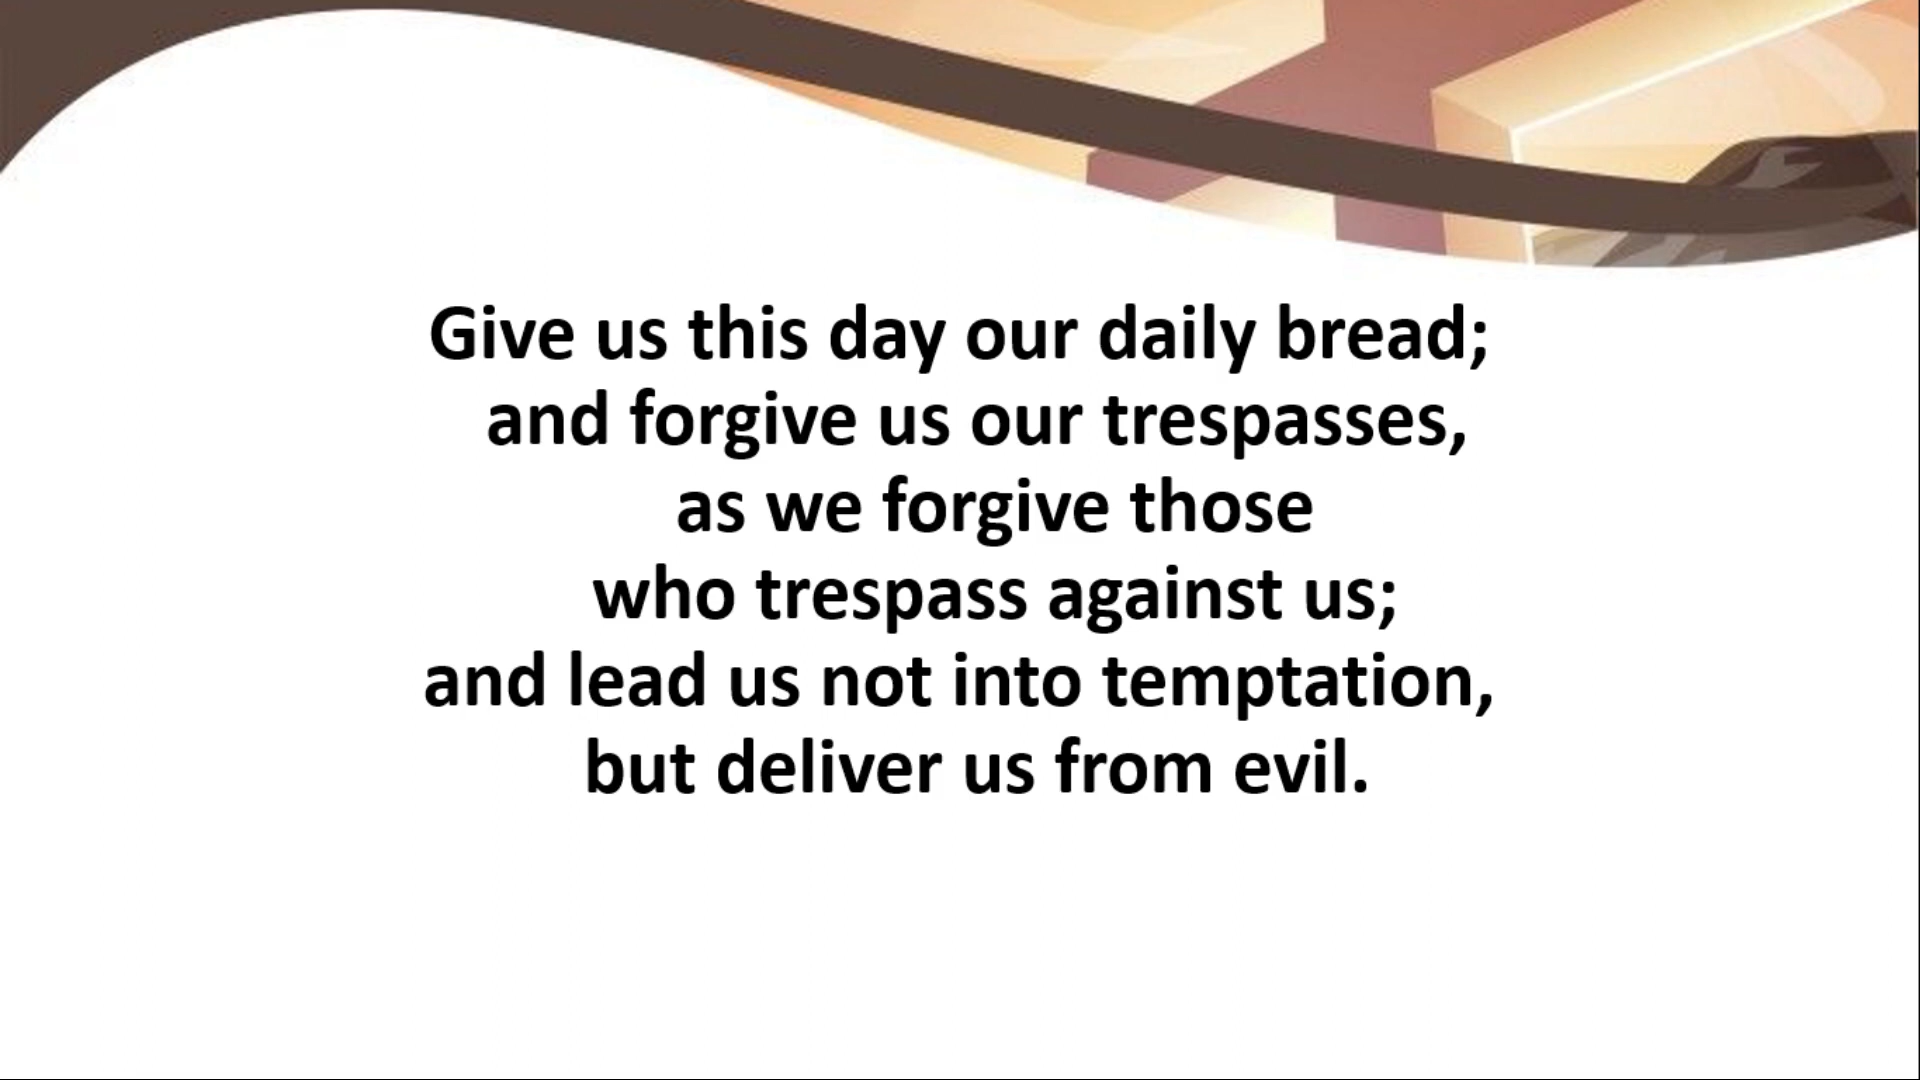 Give us this day our daily bread;
and forgive us our trespasses,
as we forgive those
who trespass against us;
and lead us not into temptation,
but deliver us from evil.